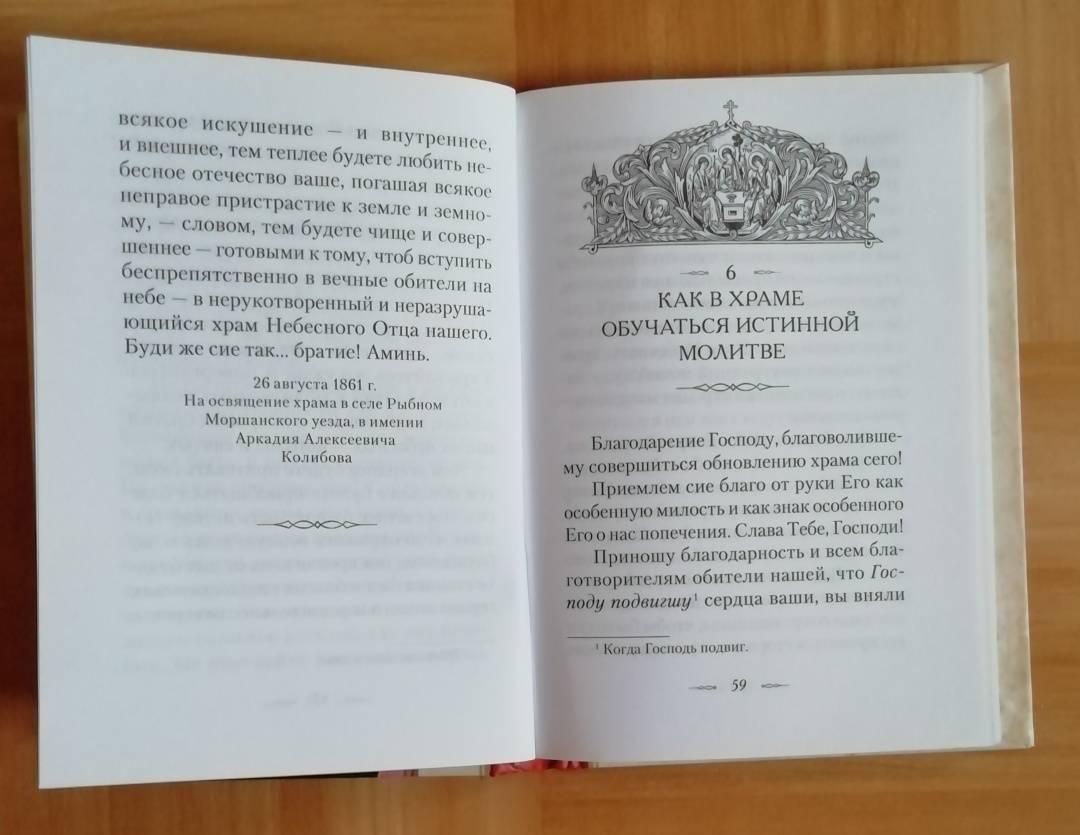 всякое искушение — и внутреннее,
и внешнее, тем теплее будете любить не-
бесное отечество ваше, погашая всякое
неправое пристрастие к земле и земно-
му, — словом, тем будете чище и совер-
шеннее — готовыми к тому, чтоб вступить
беспрепятственно в вечные обители на
небе — в нерукотворенный и неразруша-
ющийся храм Небесного Отца нашего.
Буди же сие так... братие! Аминь.
26 августа 1861 г.
На освящение храма в селе Рыбном
Моршанского уезда, в имении
Аркадия Алексеевича
Колибова
6
КАК В ХРАМЕ
ОБУЧАТЬСЯ ИСТИННОЙ
МОЛИТВЕ
Благодарение Господу, благоволивше-
му совершиться обновлению храма сего!
Приемлем сие благо от руки Его как
особенную милость и как знак особенного
Его о нас попечения. Слава Тебе, Господи!
Приношу благодарность и всем бла-
готворителям обители нашей, что Гос-
поду подвигшу¹ сердца ваши, вы вняли
¹ Когда Господь подвиг.
59